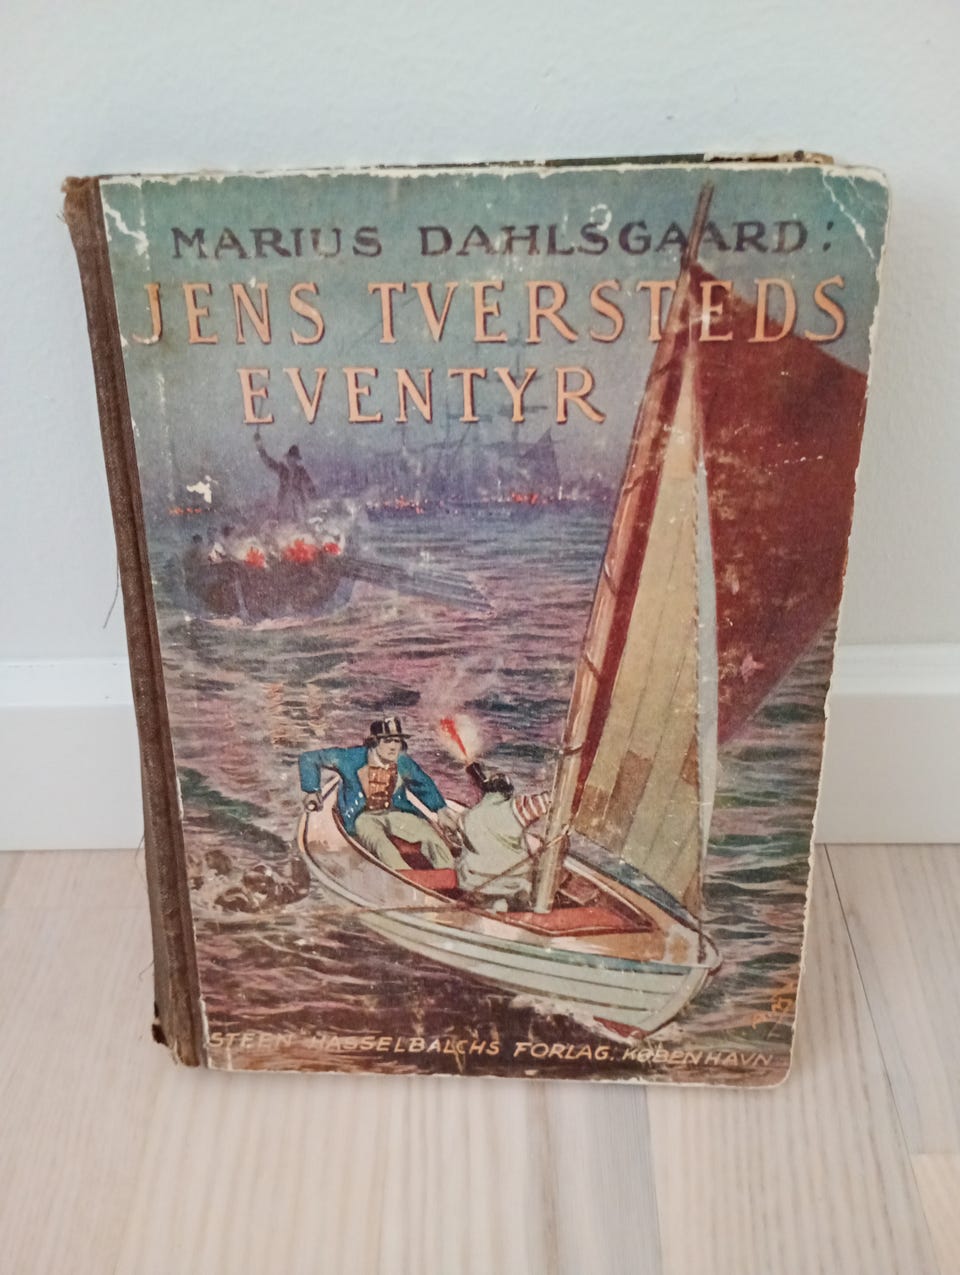 MARIUS DAHLSGAARD:
JENS TVERSTEDS
EVENTYR
STEEN HASSELBALCHS FORLAG. KØBENHAVN